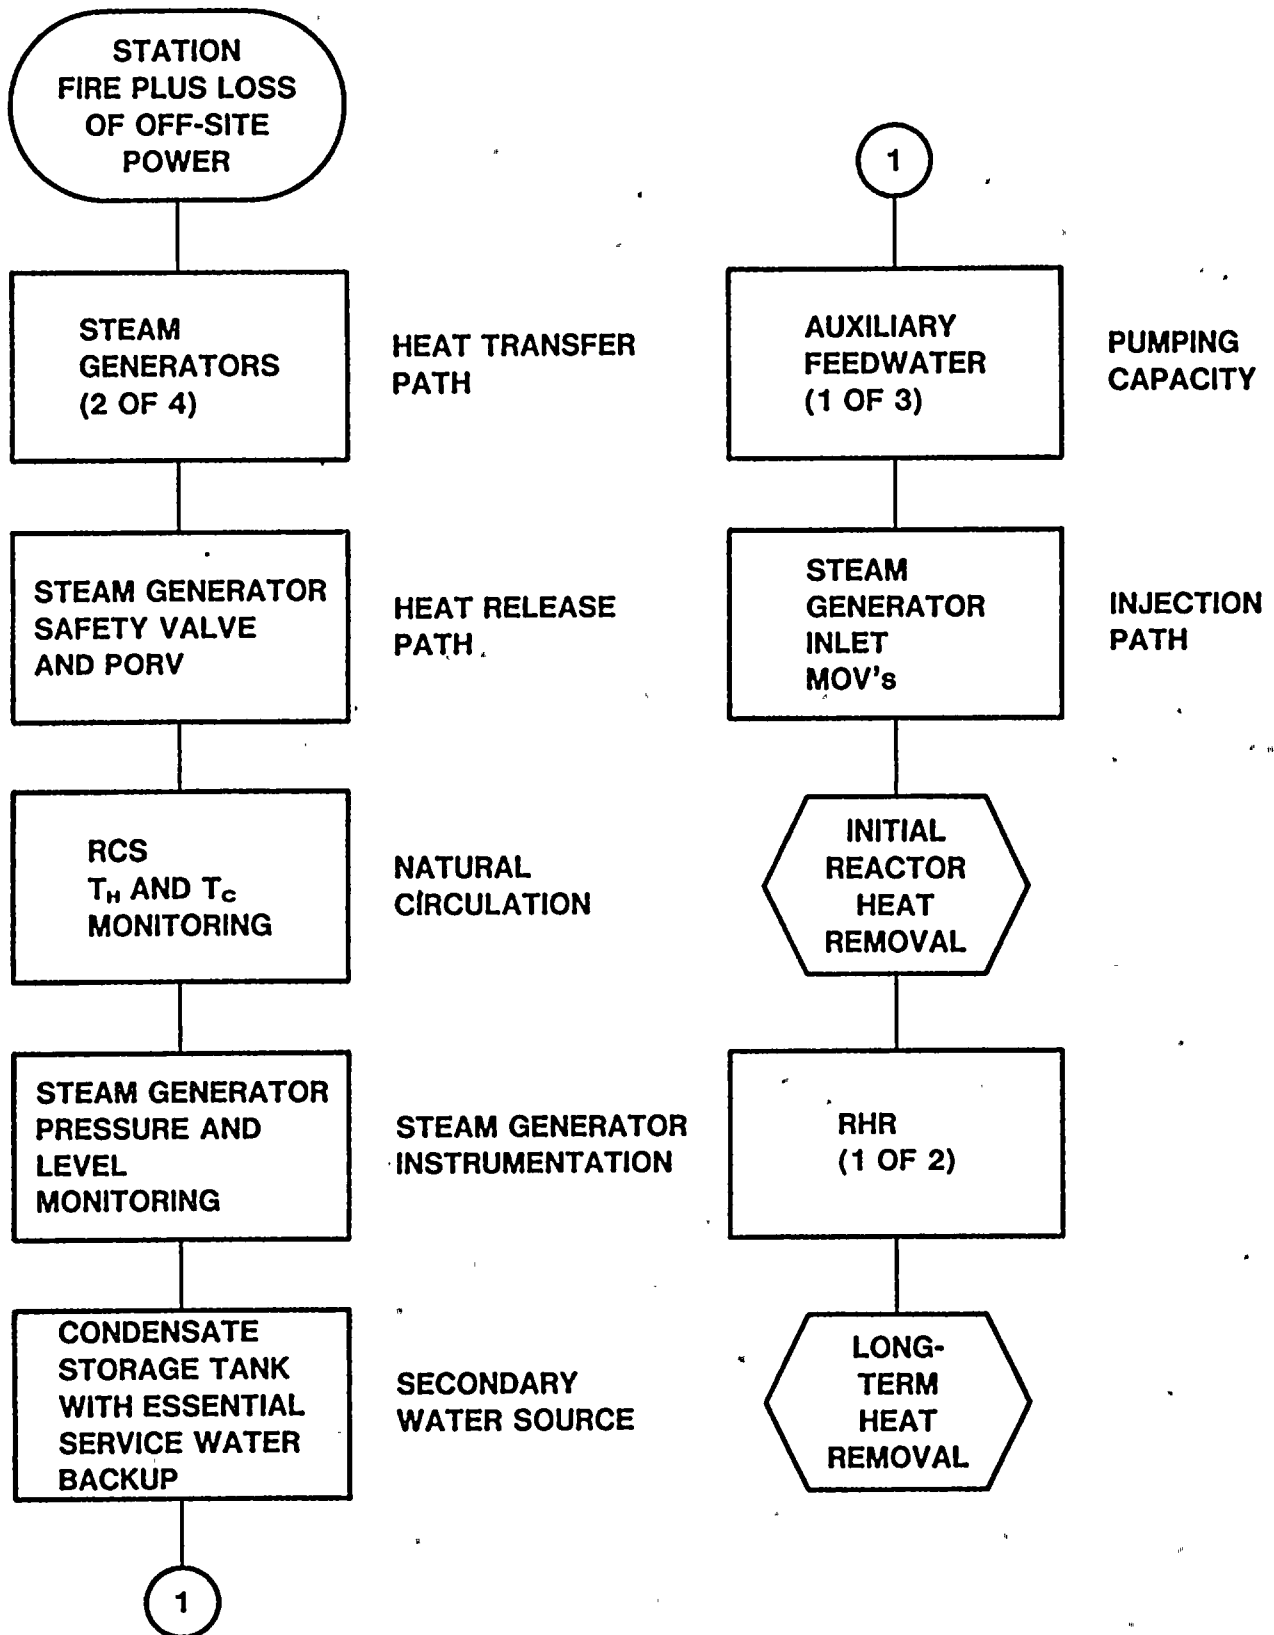 STATION
FIRE PLUS LOSS
OF OFF-SITE
POWER
STEAM
GENERATORS
(2 OF 4)
HEAT TRANSFER
PATH
STEAM GENERATOR
SAFETY VALVE
AND PORV
HEAT RELEASE
PATH
RCS
T_H AND T_C
MONITORING
NATURAL
CIRCULATION
STEAM GENERATOR
PRESSURE AND
LEVEL
MONITORING
STEAM GENERATOR
INSTRUMENTATION
CONDENSATE
STORAGE TANK
WITH ESSENTIAL
SERVICE WATER
BACKUP
SECONDARY
WATER SOURCE
1
1
AUXILIARY
FEEDWATER
(1 OF 3)
PUMPING
CAPACITY
STEAM
GENERATOR
INLET
MOV's
INJECTION
PATH
INITIAL
REACTOR
HEAT
REMOVAL
RHR
(1 OF 2)
LONG-
TERM
HEAT
REMOVAL